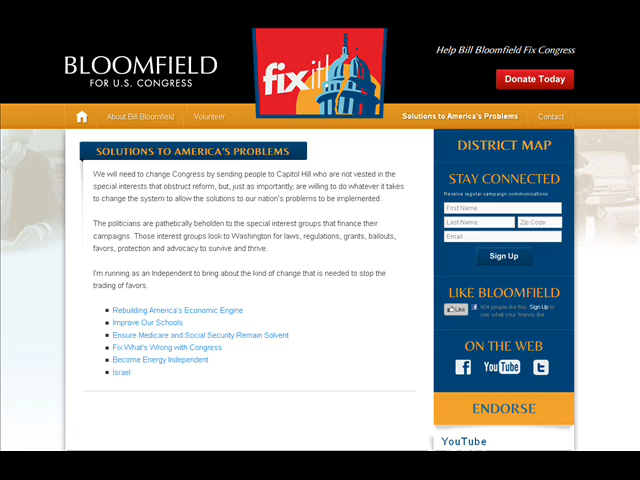 BLOOMFIELD
FOR U.S. CONGRESS
fix it!
Help Bill Bloomfield Fix Congress
Donate Today
About Bill Bloomfield
Volunteer
Solutions to America's Problems
Contact
SOLUTIONS TO AMERICA'S PROBLEMS
We will need to change Congress by sending people to Capitol Hill who are not vested in the
special interests that obstruct reform, but, just as importantly, are willing to do whatever it takes
to change the system to allow the solutions to our nation's problems to be implemented.
The politicians are pathetically beholden to the special interest groups that finance their
campaigns. Those interest groups look to Washington for laws, regulations, grants, bailouts,
favors, protection and advocacy to survive and thrive.
I'm running as an Independent to bring about the kind of change that is needed to stop the
trading of favors.
Rebuilding America's Economic Engine
Improve Our Schools
Ensure Medicare and Social Security Remain Solvent
Fix What's Wrong with Congress
Become Energy Independent
Israel
DISTRICT MAP
STAY CONNECTED
Receive regular campaign communications
First Name
Last Name
Zip Code
Email
Sign Up
LIKE BLOOMFIELD
Like
404 people like this. Sign Up to
see what your friends like.
ON THE WEB
f
YouTube
t
ENDORSE
YouTube